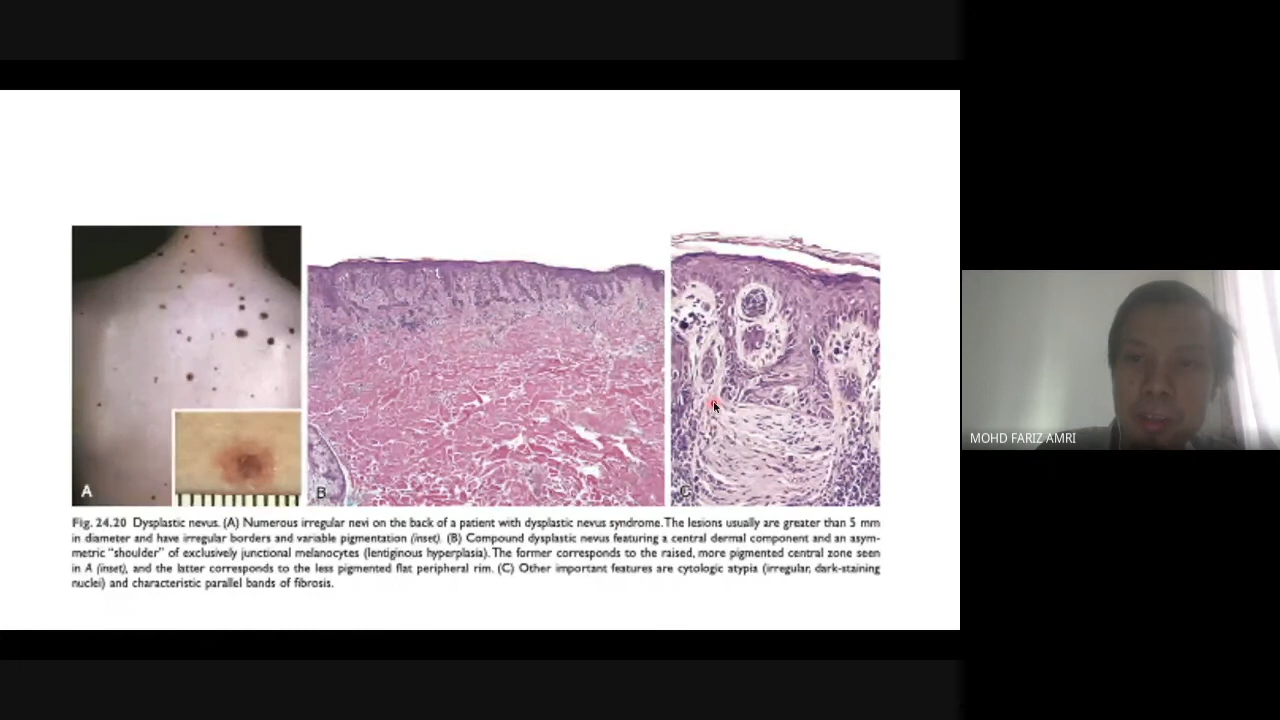 A
B
C
Fig. 24.20 Dysplastic nevus. (A) Numerous irregular nevi on the back of a patient with dysplastic nevus syndrome. The lesions usually are greater than 5 mm
in diameter and have irregular borders and variable pigmentation (inset). (B) Compound dysplastic nevus featuring a central dermal component and an asym-
metric “shoulder” of exclusively junctional melanocytes (lentiginous hyperplasia). The former corresponds to the raised, more pigmented central zone seen
in A (inset), and the latter corresponds to the less pigmented flat peripheral rim. (C) Other important features are cytologic atypia (irregular, dark-staining
nuclei) and characteristic parallel bands of fibrosis.
MOHD FARIZ AMRI